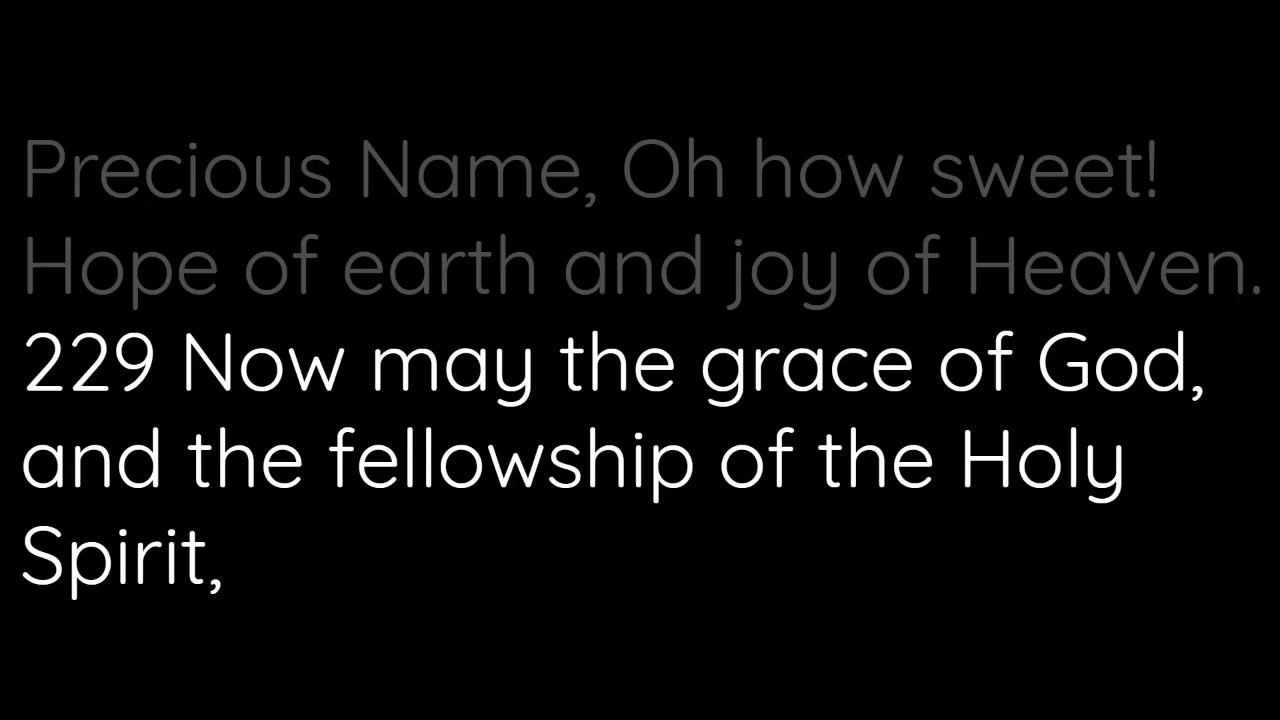 Precious Name, Oh how sweet!
Hope of earth and joy of Heaven.
229 Now may the grace of God,
and the fellowship of the Holy
Spirit,